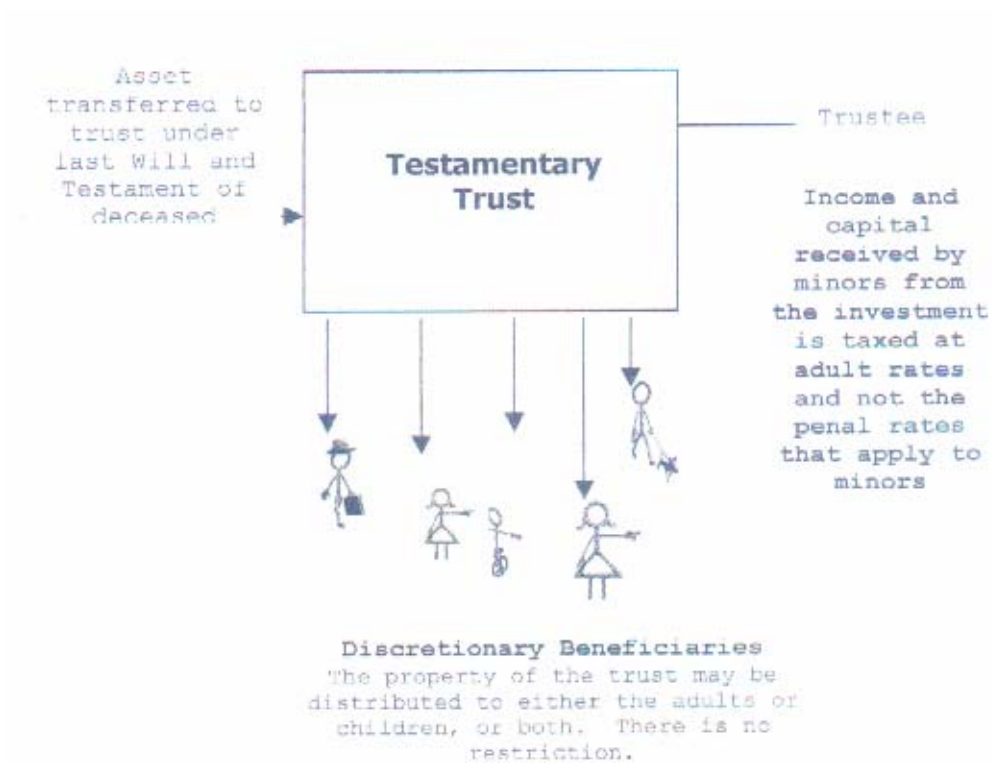 Asset
transferred to
trust under
last Will and
Testament of
deceased
Testamentary
Trust
Trustee
Income and
capital
received by
minors from
the investment
is taxed at
adult rates
and not the
penal rates
that apply to
minors
Discretionary Beneficiaries
The property of the trust may be
distributed to either the adults or
children, or both. There is no
restriction.